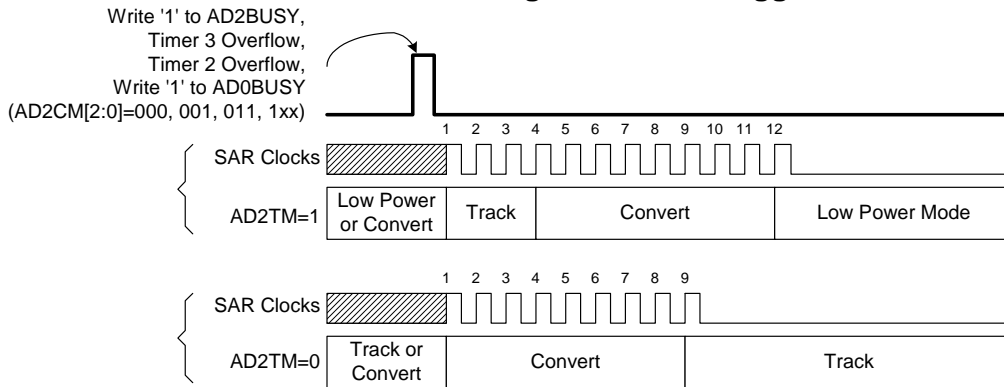 Write '1' to AD2BUSY,
Timer 3 Overflow,
Timer 2 Overflow,
Write '1' to AD0BUSY
(AD2CM[2:0]=000, 001, 011, 1xx)
1 2 3 4 5 6 7 8 9 10 11 12
SAR Clocks
AD2TM=1
Low Power
or Convert
Track
Convert
Low Power Mode
1 2 3 4 5 6 7 8 9
SAR Clocks
AD2TM=0
Track or
Convert
Convert
Track